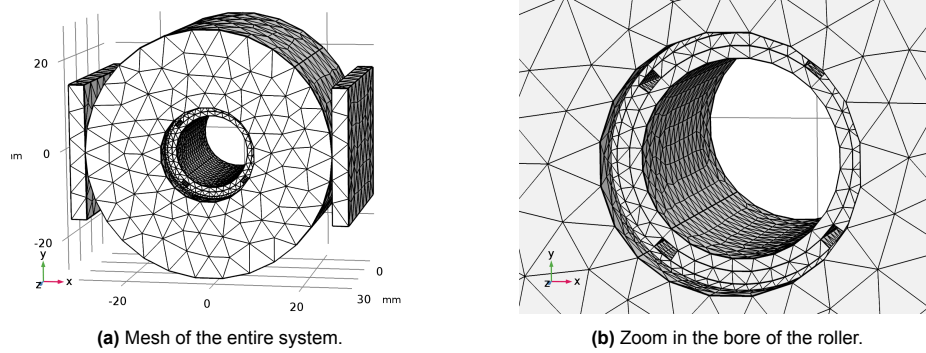 20
mm 0
-20
y
z x
-20
0
20
30 mm
0
y
z x
(a) Mesh of the entire system.
(b) Zoom in the bore of the roller.